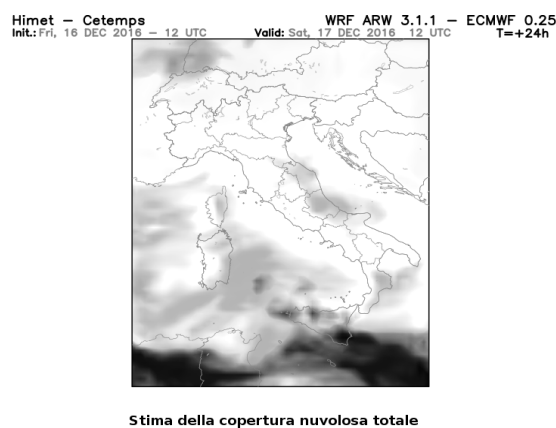 Himet – Cetemps WRF ARW 3.1.1 – ECMWF 0.25
Init.: Fri, 16 DEC 2016 – 12 UTC Valid: Sat, 17 DEC 2016 12 UTC T=+24h
Stima della copertura nuvolosa totale